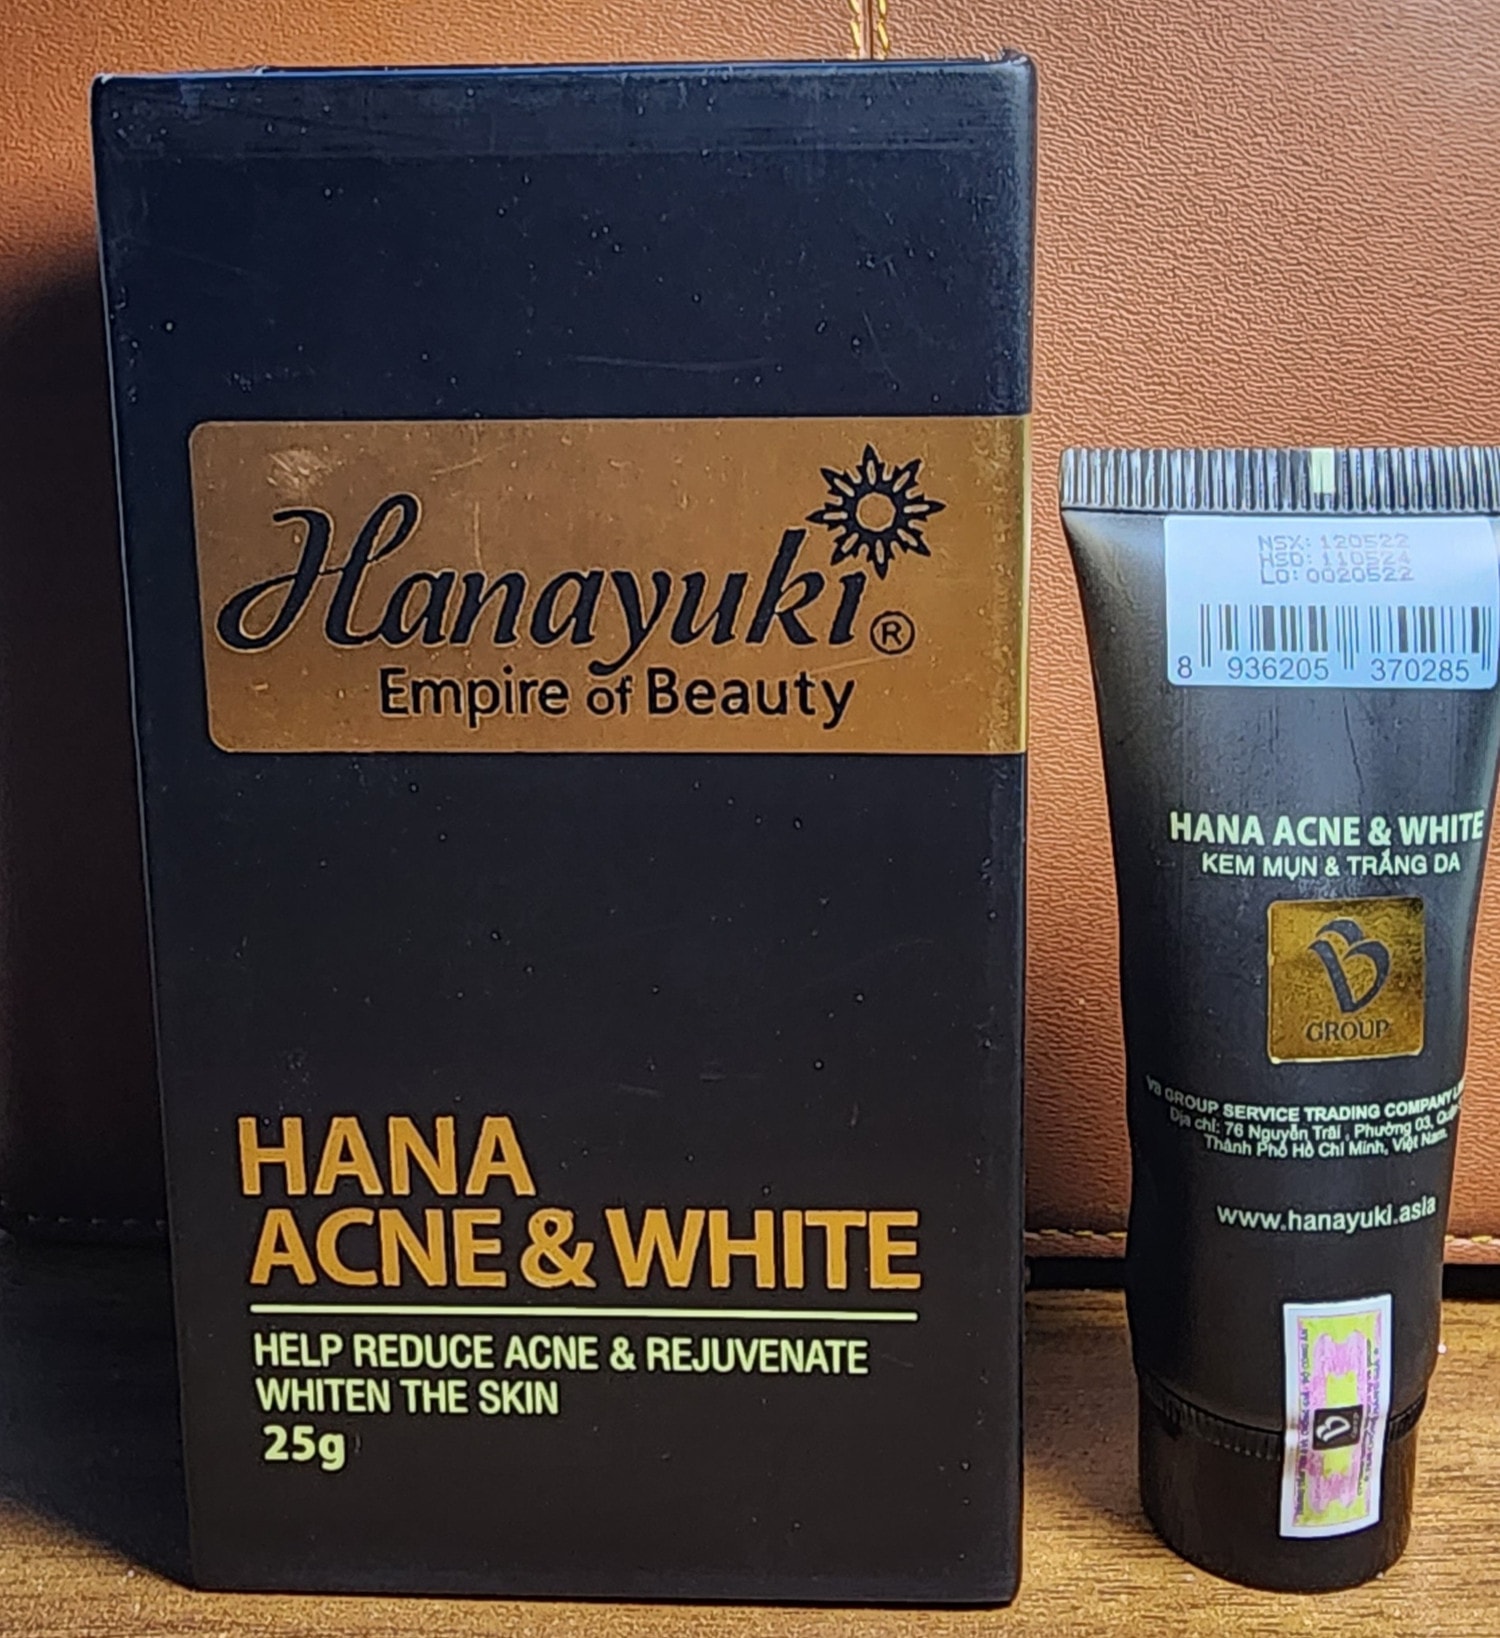 Hanayuki ®
Empire of Beauty
HANA
ACNE & WHITE
HELP REDUCE ACNE & REJUVENATE
WHITEN THE SKIN
25g
NSX: 120522
HSD: 110524
LO: 0020522
8 936205 370285
HANA ACNE & WHITE
KEM MỤN & TRẮNG DA
B
GROUP
VB GROUP SERVICE TRADING COMPANY
Địa chỉ: 76 Nguyễn Trãi, Phường 03,
Thành Phố Hồ Chí Minh, Việt Nam.
www.hanayuki.asia